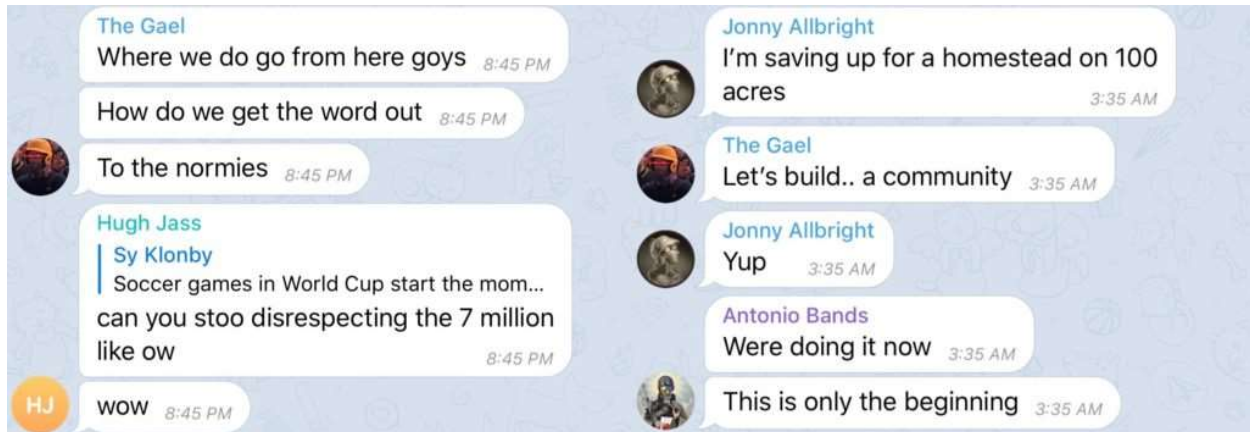 The Gael
Where we do go from here goys 8:45 PM
How do we get the word out 8:45 PM
To the normies 8:45 PM
Hugh Jass
Sy Klonby
Soccer games in World Cup start the mom...
can you stoo disrespecting the 7 million
like ow 8:45 PM
HJ
wow 8:45 PM
Jonny Allbright
I'm saving up for a homestead on 100
acres 3:35 AM
The Gael
Let's build.. a community 3:35 AM
Jonny Allbright
Yup 3:35 AM
Antonio Bands
Were doing it now 3:35 AM
This is only the beginning 3:35 AM